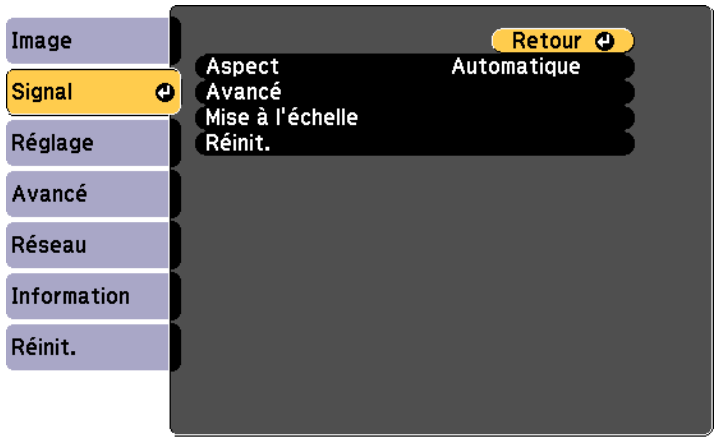 Image
Signal
Réglage
Avancé
Réseau
Information
Réinit.
Retour
Aspect Automatique
Avancé
Mise à l'échelle
Réinit.